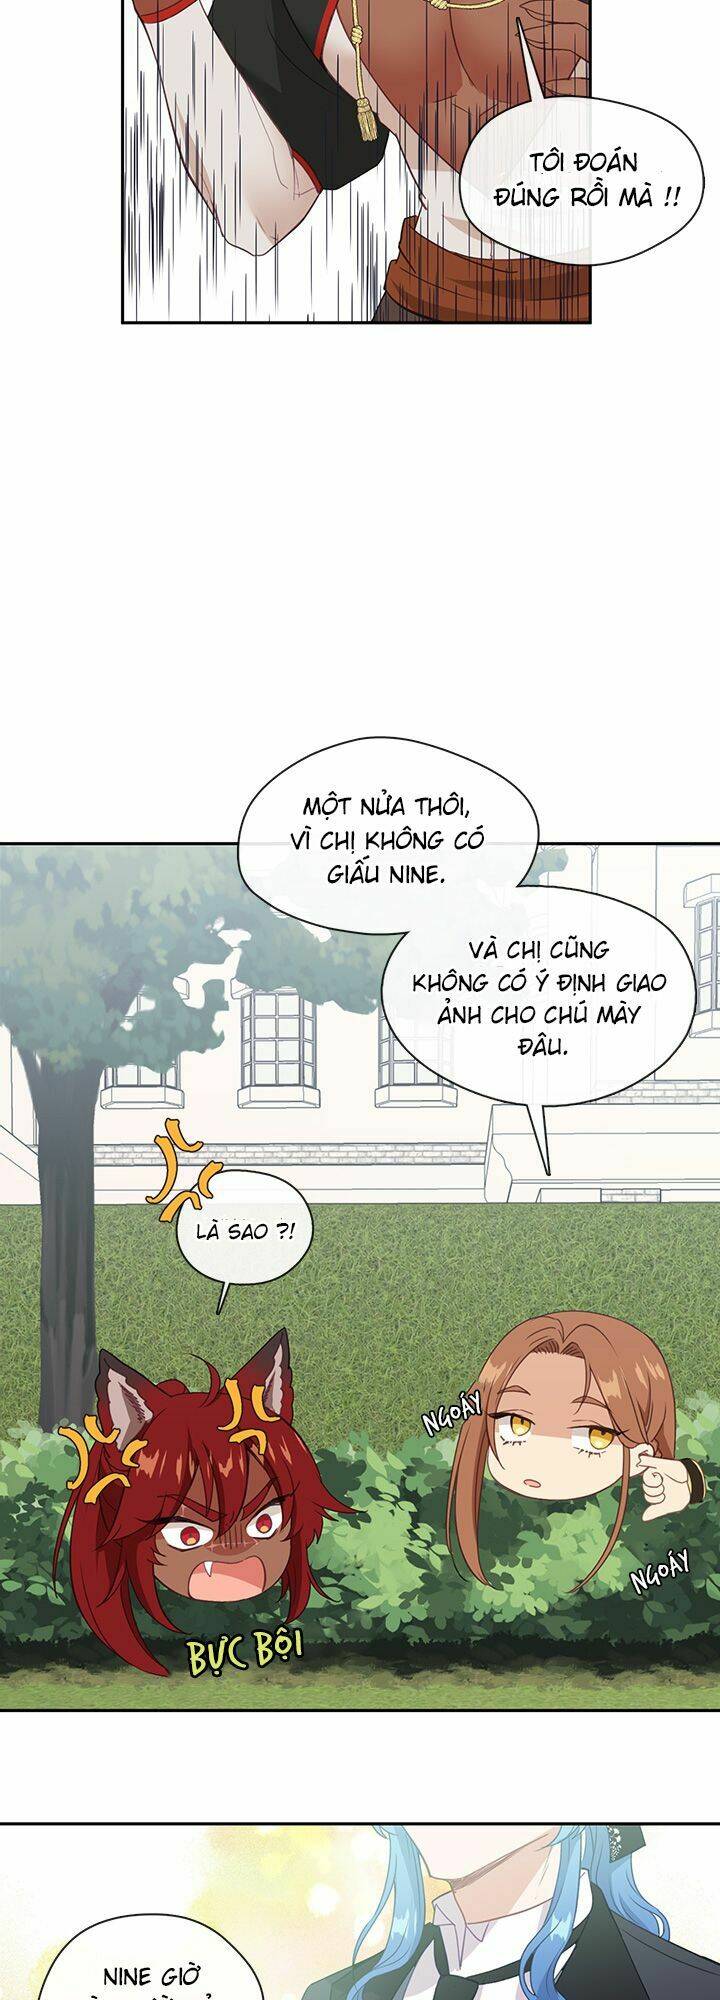 TÔI ĐOÁN
ĐÚNG RỒI MÀ !!
MỘT NỬA THÔI,
VÌ CHỊ KHÔNG CÓ
GIẤU NINE.
VÀ CHỊ CŨNG
KHÔNG CÓ Ý ĐỊNH GIAO
ẢNH CHO CHÚ MÀY
ĐÂU.
LÀ SAO ?!
NGOÁY
NGOÁY
BỰC BỘI
NINE GIỜ